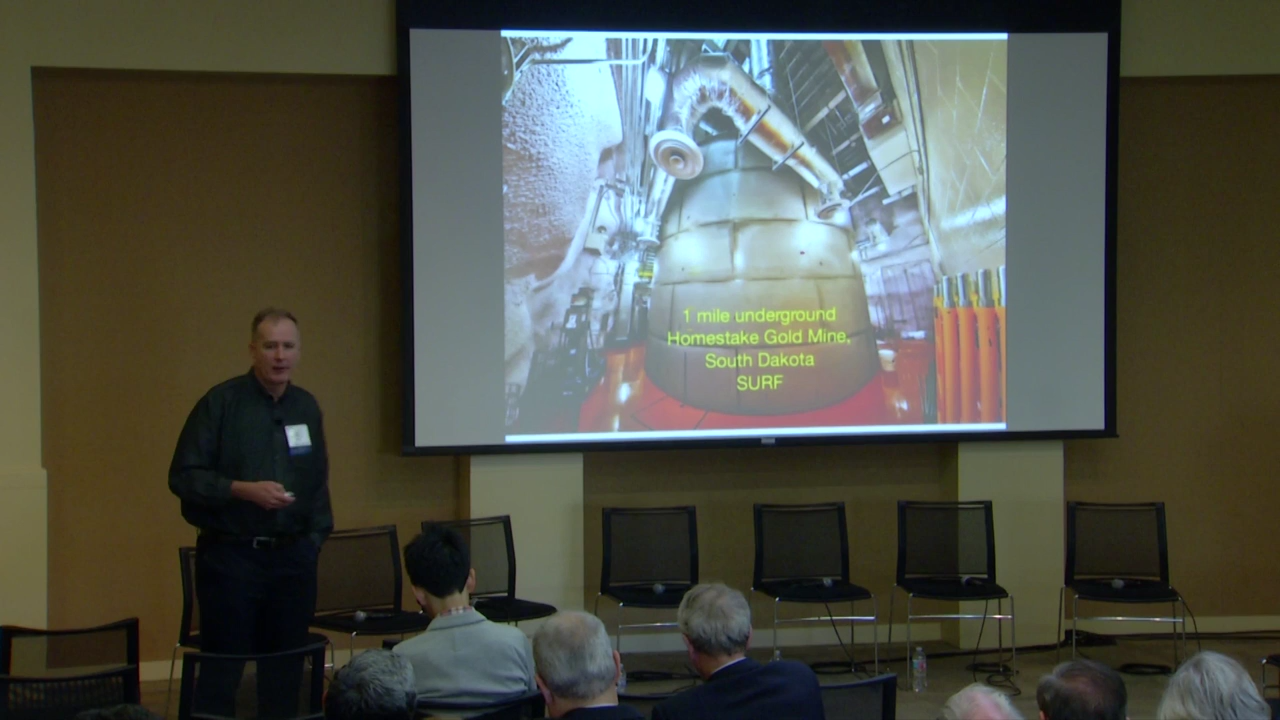 1 mile underground
Homestake Gold Mine,
South Dakota
SURF